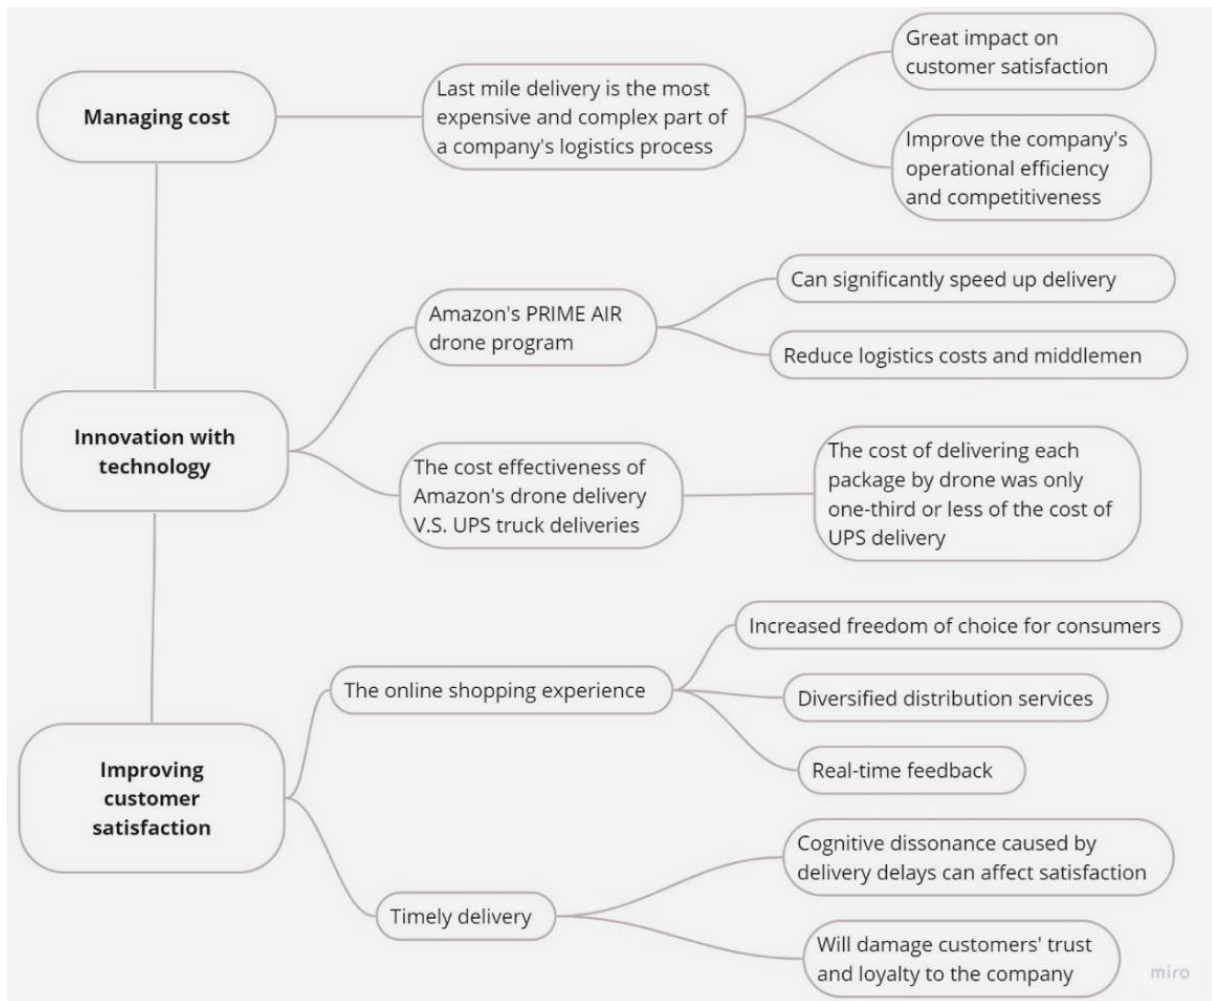 Managing cost
Last mile delivery is the most
expensive and complex part of
a company's logistics process
Great impact on
customer satisfaction
Improve the company's
operational efficiency
and competitiveness
Innovation with
technology
Amazon's PRIME AIR
drone program
Can significantly speed up delivery
Reduce logistics costs and middlemen
The cost effectiveness of
Amazon's drone delivery
V.S. UPS truck deliveries
The cost of delivering each
package by drone was only
one-third or less of the cost of
UPS delivery
Improving
customer
satisfaction
The online shopping experience
Increased freedom of choice for consumers
Diversified distribution services
Real-time feedback
Timely delivery
Cognitive dissonance caused by
delivery delays can affect satisfaction
Will damage customers' trust
and loyalty to the company
miro